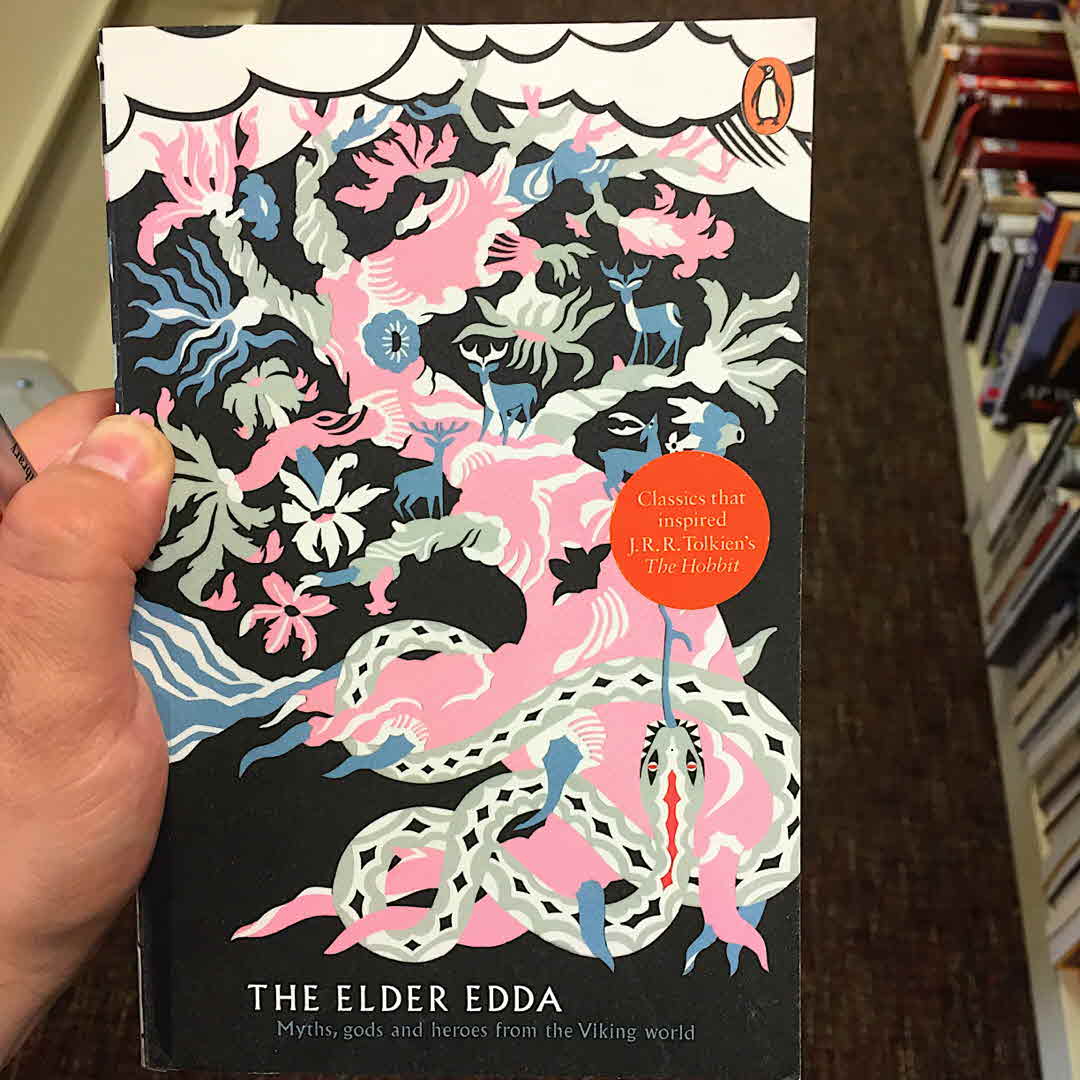 Classics that
inspired
J.R.R.Tolkien's
The Hobbit
THE ELDER EDDA
Myths, gods and heroes from the Viking world